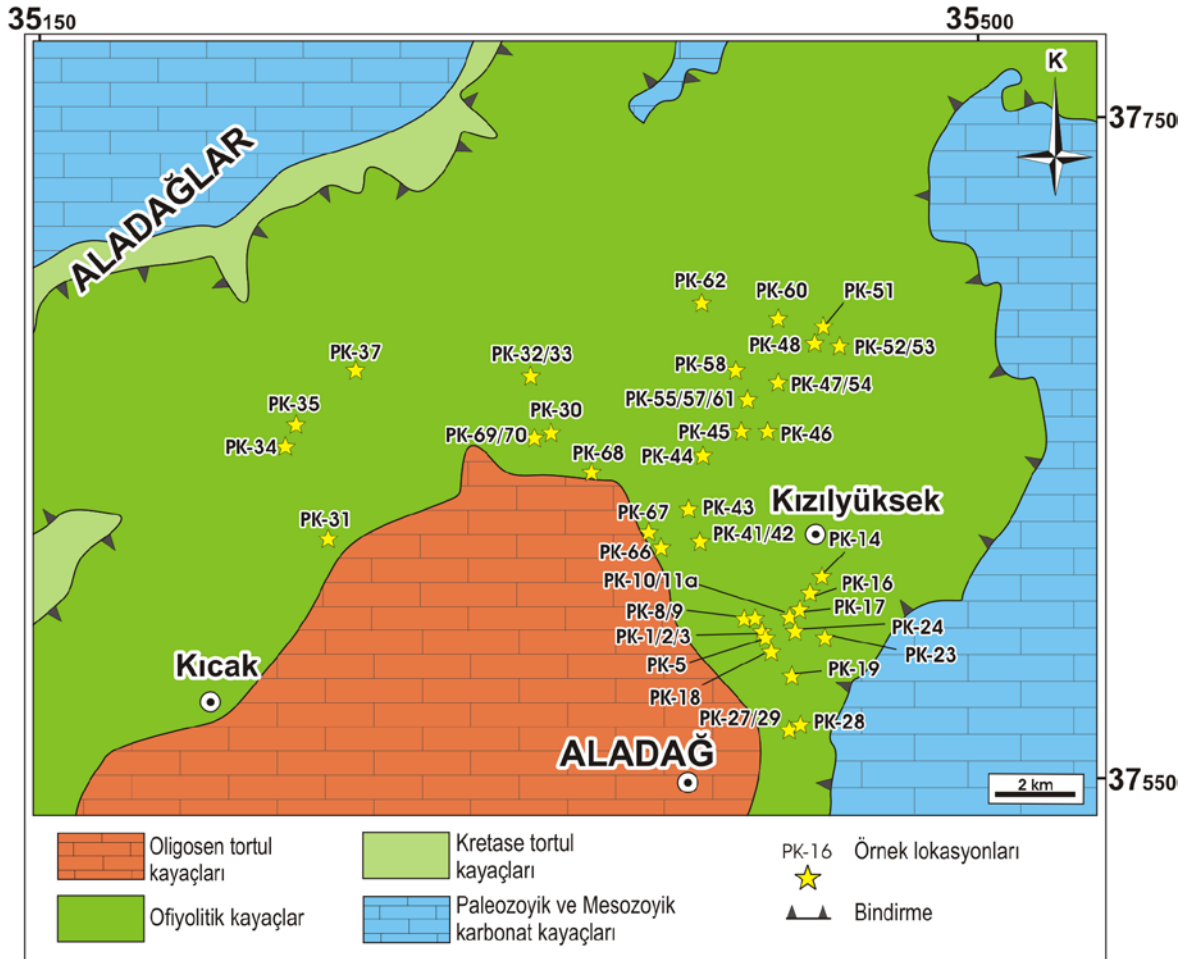 35150
35500
K
37750
ALADAĞLAR
PK-62
PK-60
PK-51
PK-48
PK-52/53
PK-37
PK-32/33
PK-58
PK-47/54
PK-55/57/61
PK-35
PK-30
PK-34
PK-69/70
PK-45
PK-46
PK-68
PK-44
PK-31
PK-67
PK-43
Kızılyüksek
PK-66
PK-41/42
PK-14
PK-10/11a
PK-16
PK-8/9
PK-17
PK-1/2/3
PK-24
PK-5
PK-23
Kıcak
PK-18
PK-19
PK-27/29
PK-28
ALADAĞ
37550
2 km
Oligosen tortul
kayaçları
Kretase tortul
kayaçları
PK-16
Örnek lokasyonları
Ofiyolitik kayaçlar
Paleozoyik ve Mesozoyik
karbonat kayaçları
Bindirme